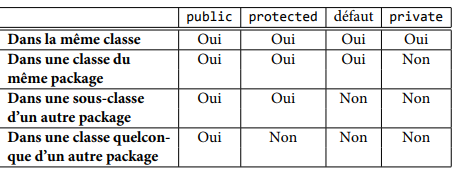 public protected défaut private
Dans la même classe Oui Oui Oui Oui
Dans une classe du Oui Oui Oui Non
même package
Dans une sous-classe Oui Oui Non Non
d'un autre package
Dans une classe quelcon- Oui Non Non Non
que d'un autre package